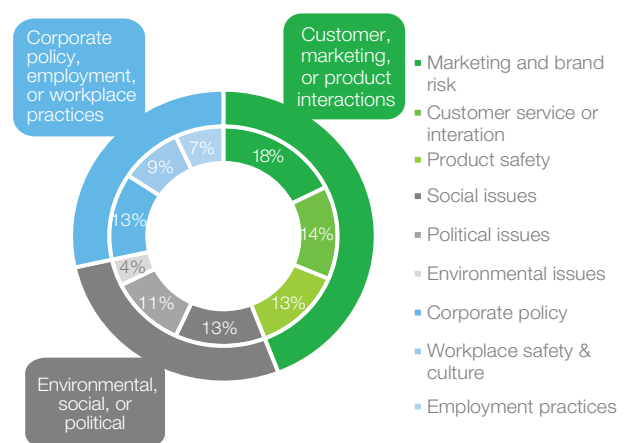 Corporate
policy,
employment,
or workplace
practices
Customer,
marketing,
or product
interactions
7%
9%
18%
13%
14%
4%
11%
13%
13%
Environmental,
social, or
political
Marketing and brand
risk
Customer service or
interation
Product safety
Social issues
Political issues
Environmental issues
Corporate policy
Workplace safety &
culture
Employment practices